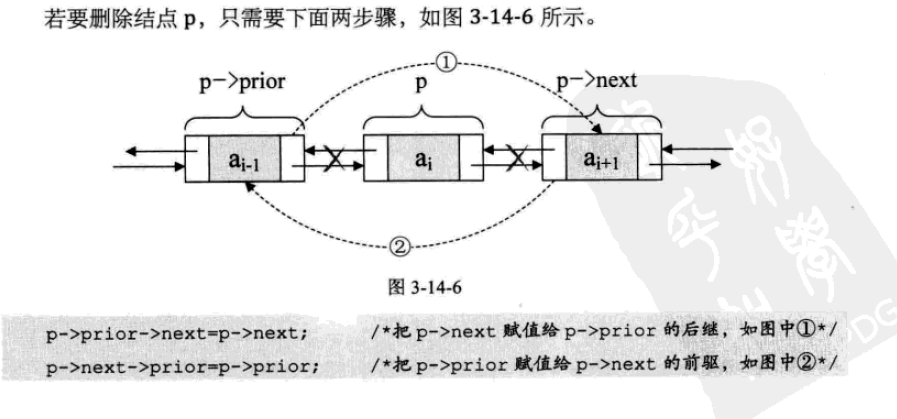 若要删除结点 p，只需要下面两步骤，如图 3-14-6 所示。
①
p->prior p p->next
ai-1 ai ai+1
②
图 3-14-6
p->prior->next=p->next; /*把 p->next 赋值给 p->prior 的后继，如图中①*/
p->next->prior=p->prior; /*把 p->prior 赋值给 p->next 的前驱，如图中②*/